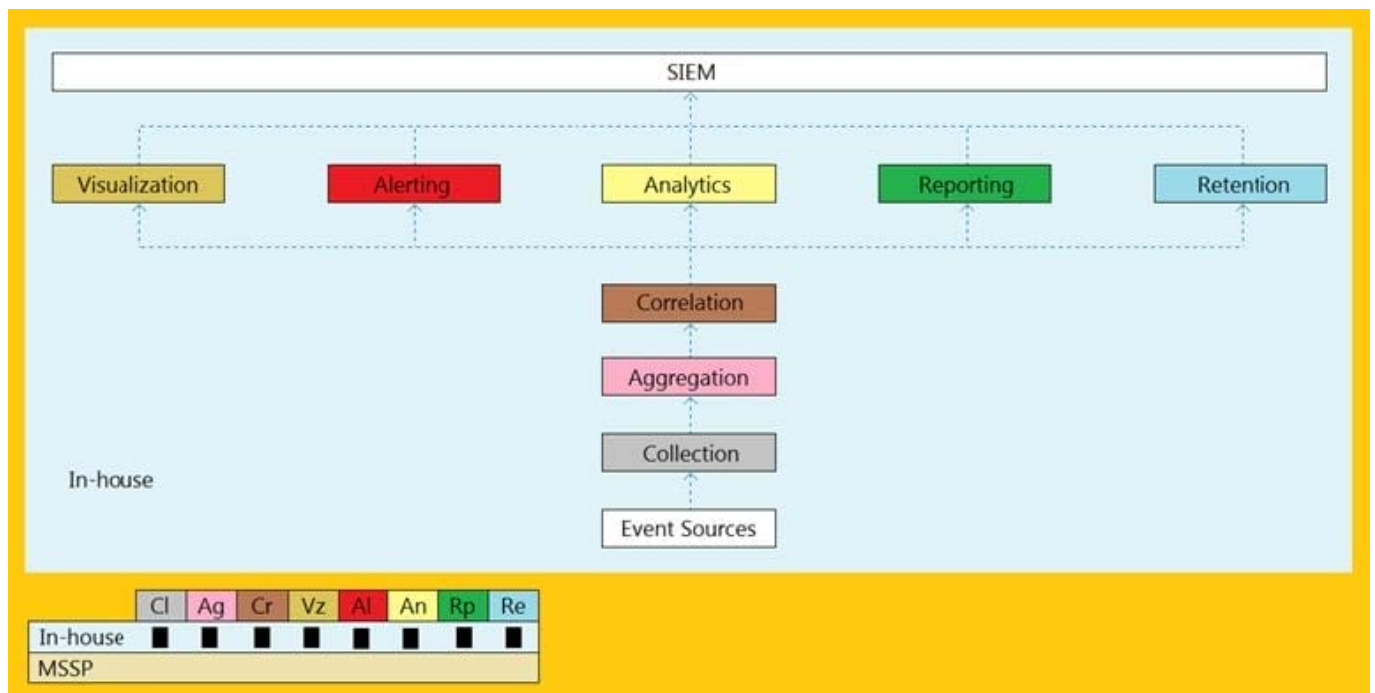 SIEM
Visualization Alerting Analytics Reporting Retention
Correlation
Aggregation
Collection
In-house
Event Sources
Cl Ag Cr Vz Al An Rp Re
In-house
MSSP